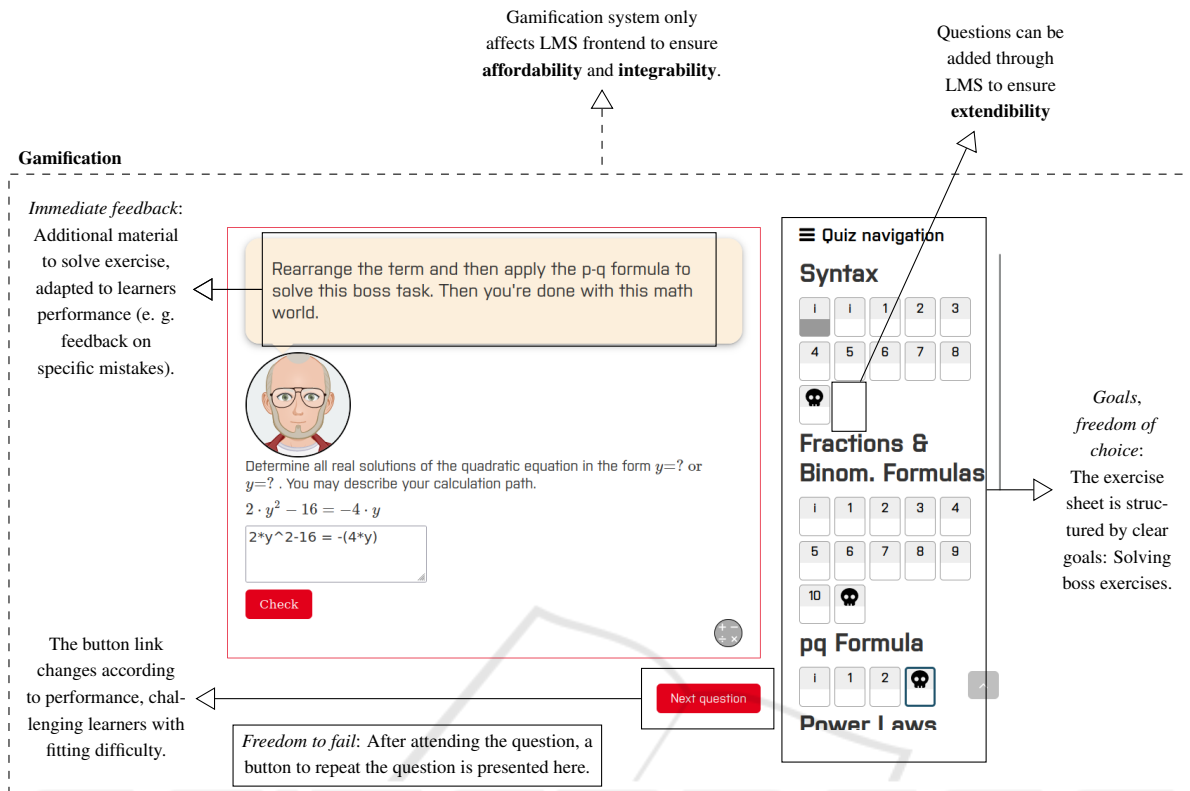 Gamification system only
affects LMS frontend to ensure
affordability and integrability.
Questions can be
added through
LMS to ensure
extendibility
Gamification
Immediate feedback:
Additional material
to solve exercise,
adapted to learners
performance (e. g.
feedback on
specific mistakes).
Rearrange the term and then apply the p-q formula to
solve this boss task. Then you're done with this math
world.
Determine all real solutions of the quadratic equation in the form y=? or
y=? . You may describe your calculation path.
2 · y² − 16 = −4 · y
2*y^2-16 = -(4*y)
Check
+ −
÷ ×
Next question
The button link
changes according
to performance, chal-
lenging learners with
fitting difficulty.
Freedom to fail: After attending the question, a
button to repeat the question is presented here.
☰ Quiz navigation
Syntax
i i 1 2 3
4 5 6 7 8
Fractions &
Binom. Formulas
i 1 2 3 4
5 6 7 8 9
10
pq Formula
i 1 2
Power Laws
Goals,
freedom of
choice:
The exercise
sheet is struc-
tured by clear
goals: Solving
boss exercises.